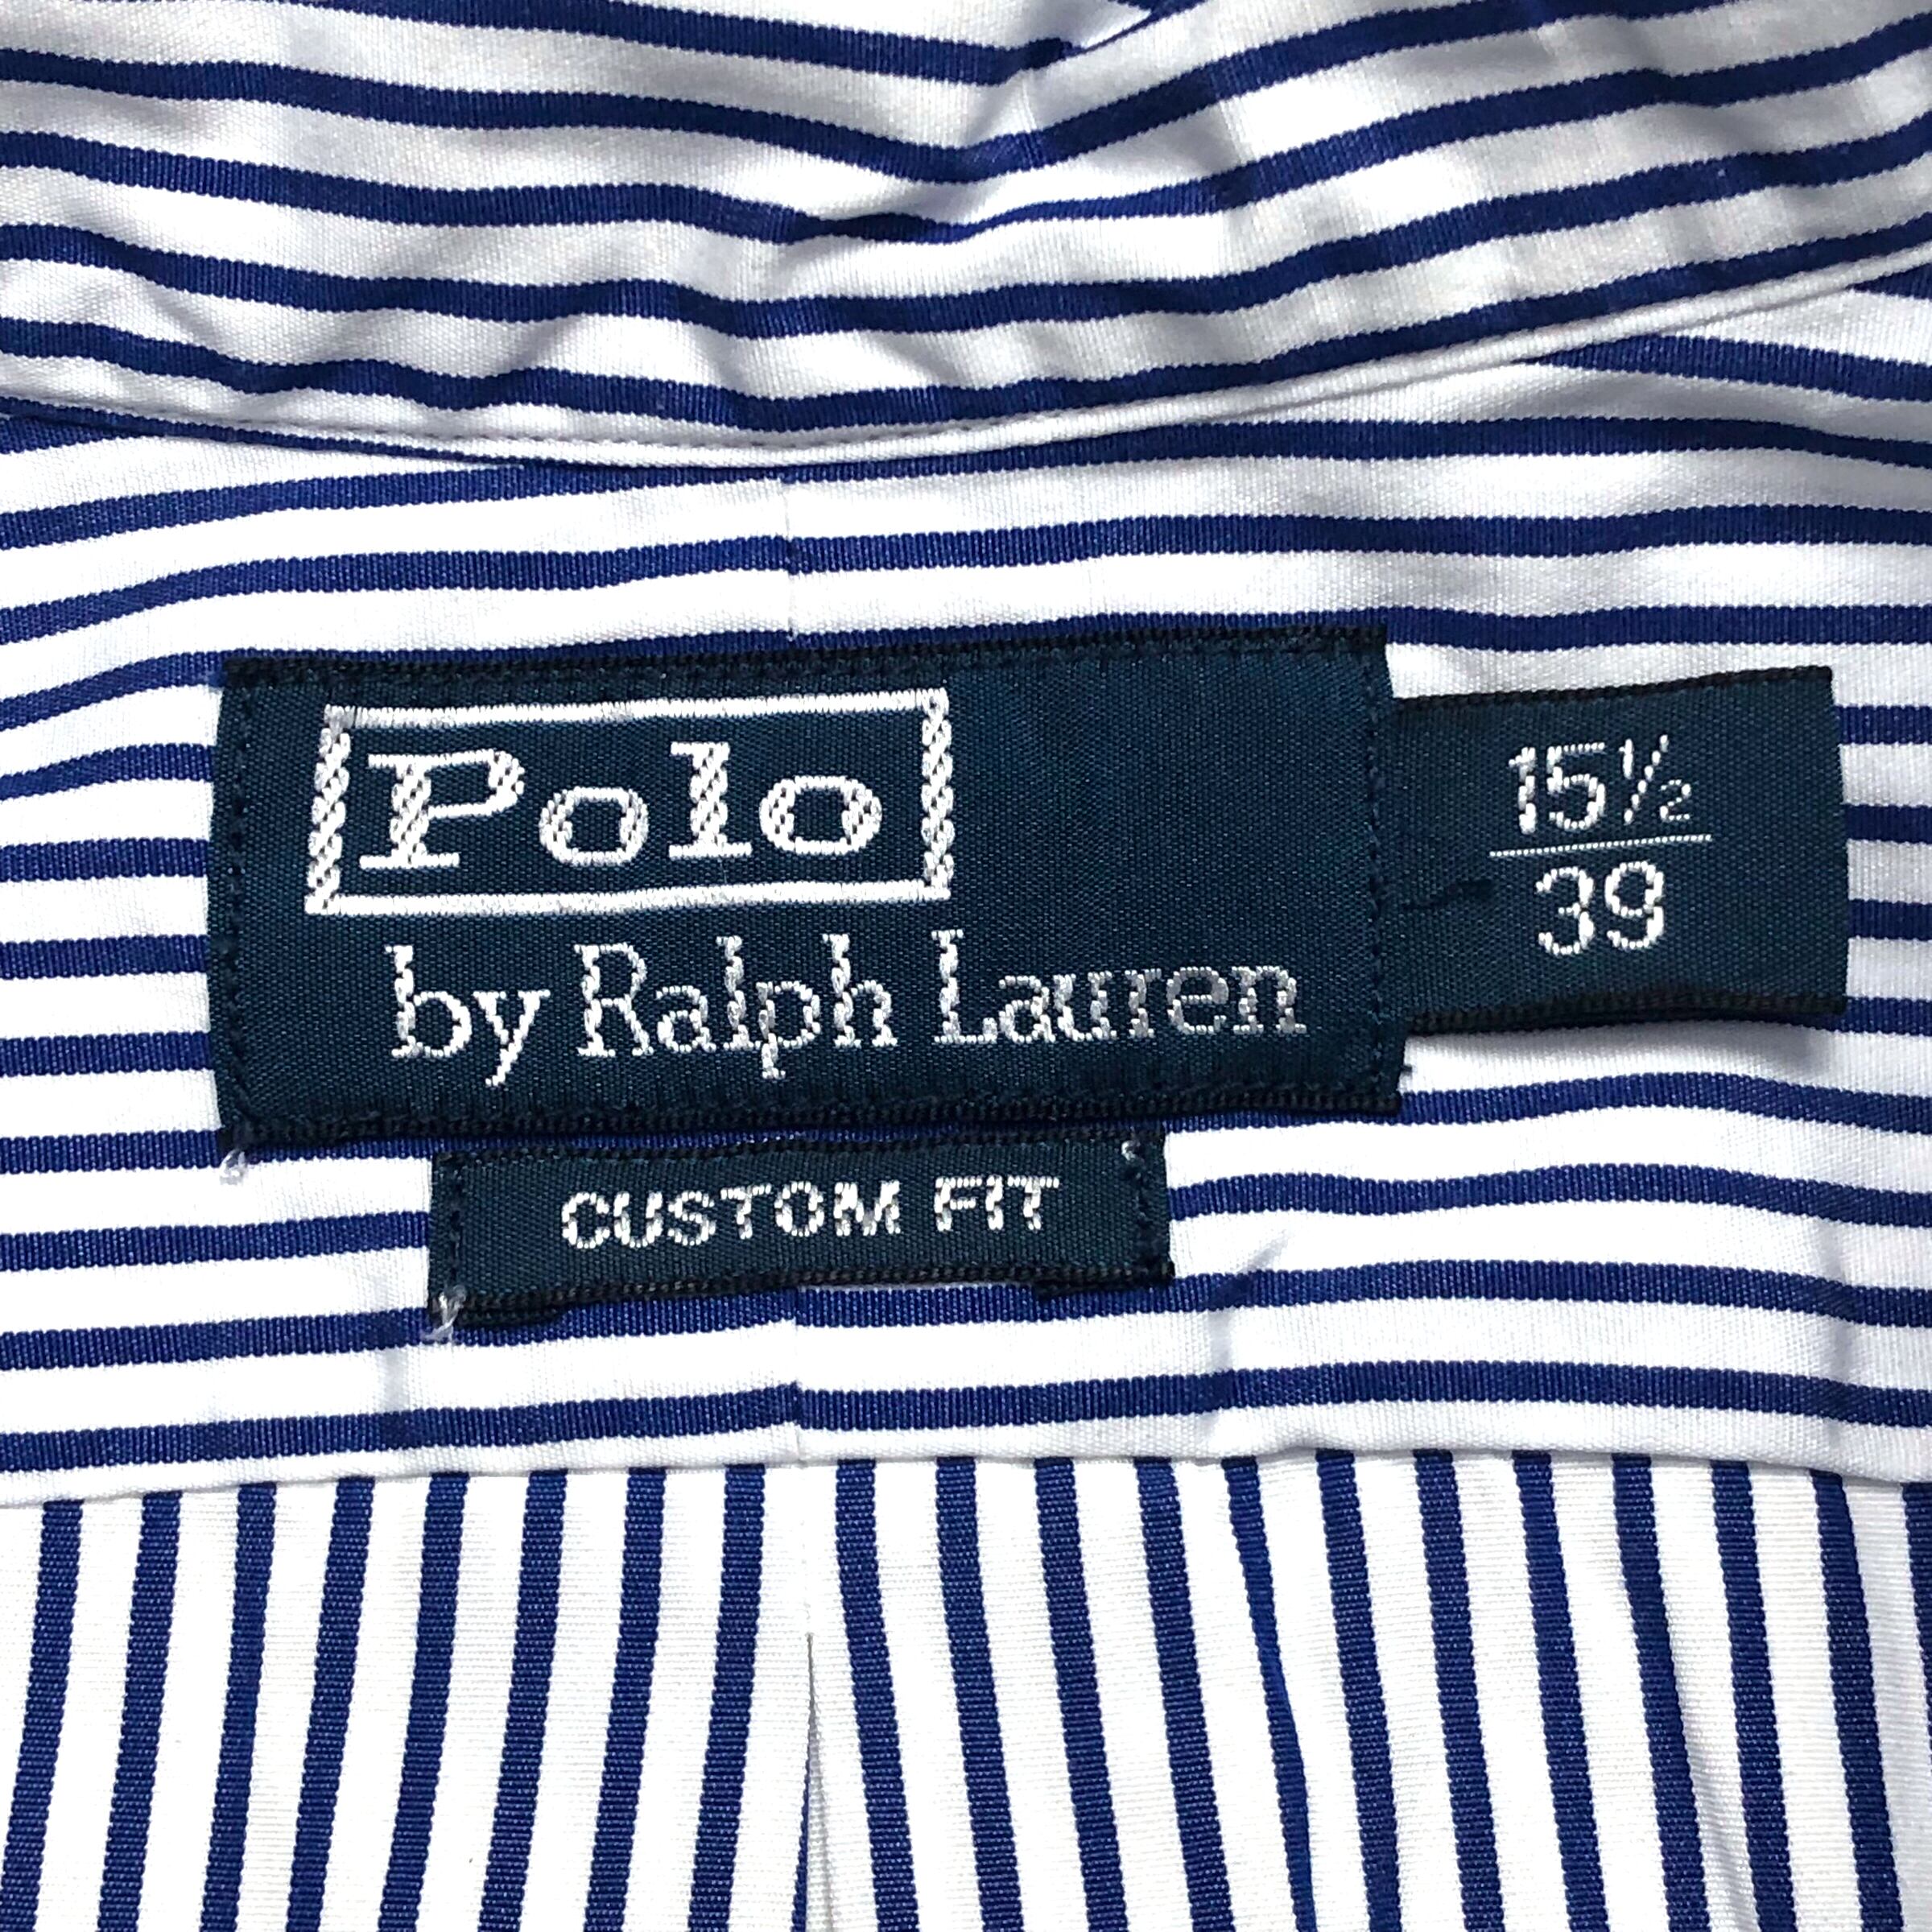 Polo
by Ralph Lauren
15½
39
CUSTOM FIT